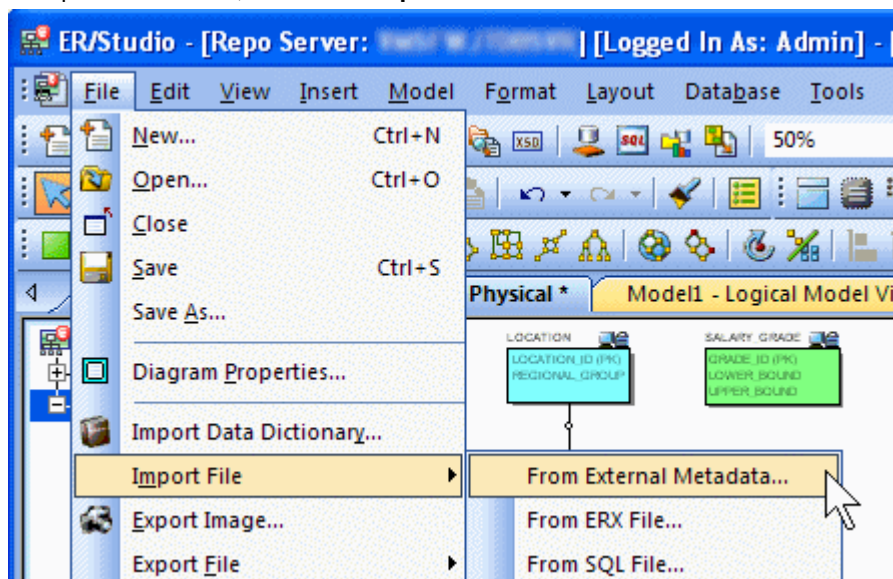 ER/Studio - [Repo Server: ] [Logged In As: Admin] - [
File Edit View Insert Model Format Layout Database Tools
New... Ctrl+N
XSD SQL 50%
Open... Ctrl+O
Close
Save Ctrl+S
Physical * Model1 - Logical Model Vi
Save As...
LOCATION
LOCATION_ID (PK)
REGIONAL_GROUP
SALARY_GRADE
GRADE_ID (PK)
LOWER_BOUND
UPPER_BOUND
Diagram Properties...
Import Data Dictionary...
Import File
From External Metadata...
Export Image...
From ERX File...
Export File
From SQL File...